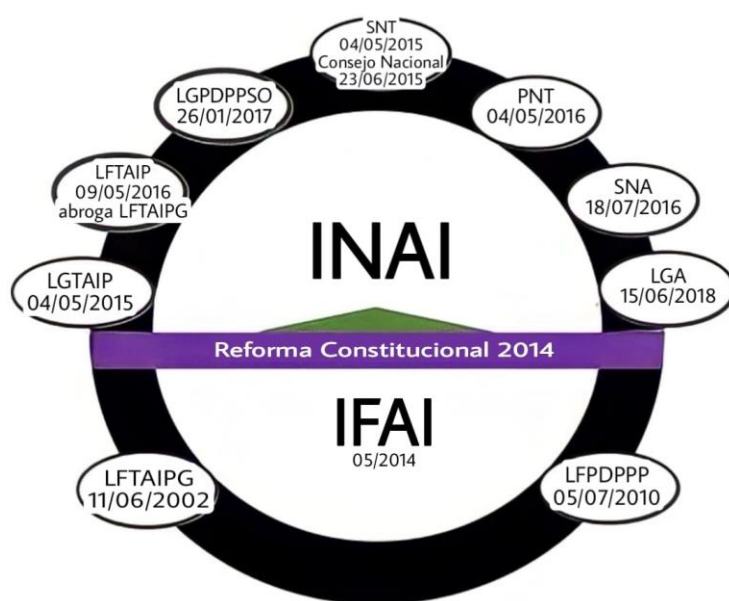 SNT
04/05/2015
Consejo Nacional
23/06/2015
LGPDPPSO
26/01/2017
PNT
04/05/2016
LFTAIP
09/05/2016
abroga LFTAIPG
SNA
18/07/2016
INAI
LGTAIP
04/05/2015
LGA
15/06/2018
Reforma Constitucional 2014
IFAI
05/2014
LFTAIPG
11/06/2002
LFPDPPP
05/07/2010